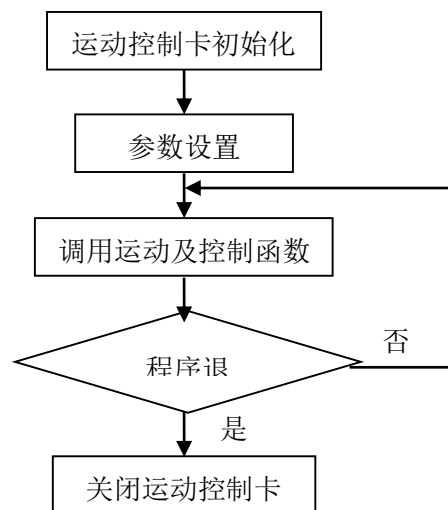 运动控制卡初始化
参数设置
调用运动及控制函数
程序退
否
是
关闭运动控制卡